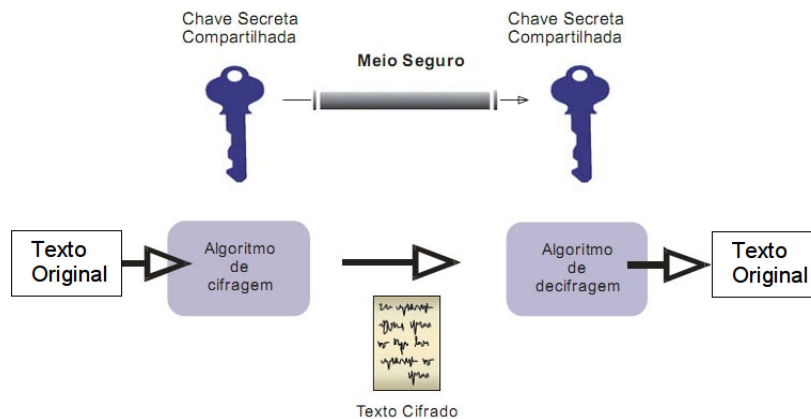 Chave Secreta
Compartilhada
Chave Secreta
Compartilhada
Meio Seguro
Texto
Original
Algoritmo
de
cifragem
Algoritmo
de
decifragem
Texto
Original
Texto Cifrado